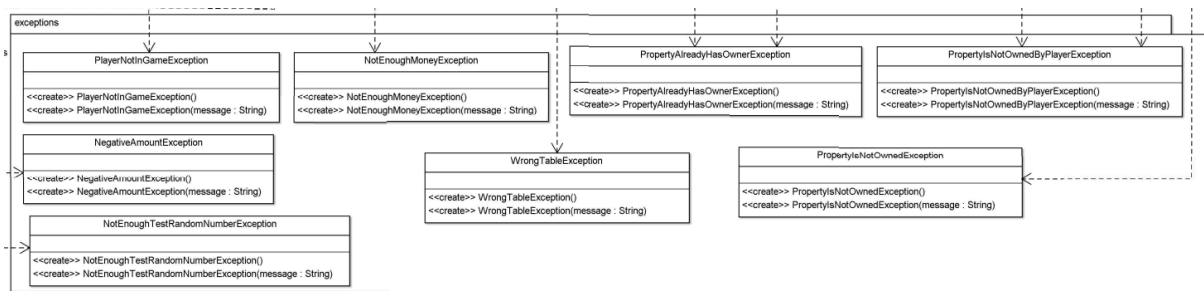 exceptions
s
PlayerNotInGameException
<<create>> PlayerNotInGameException()
<<create>> PlayerNotInGameException(message : String)
NotEnoughMoneyException
<<create>> NotEnoughMoneyException()
<<create>> NotEnoughMoneyException(message : String)
PropertyAlreadyHasOwnerException
<<create>> PropertyAlreadyHasOwnerException()
<<create>> PropertyAlreadyHasOwnerException(message : String)
PropertyIsNotOwnedByPlayerException
<<create>> PropertyIsNotOwnedByPlayerException()
<<create>> PropertyIsNotOwnedByPlayerException(message : String)
NegativeAmountException
<<create>> NegativeAmountException()
<<create>> NegativeAmountException(message : String)
WrongTableException
<<create>> WrongTableException()
<<create>> WrongTableException(message : String)
PropertyIsNotOwnedException
<<create>> PropertyIsNotOwnedException()
<<create>> PropertyIsNotOwnedException(message : String)
NotEnoughTestRandomNumberException
<<create>> NotEnoughTestRandomNumberException()
<<create>> NotEnoughTestRandomNumberException(message : String)